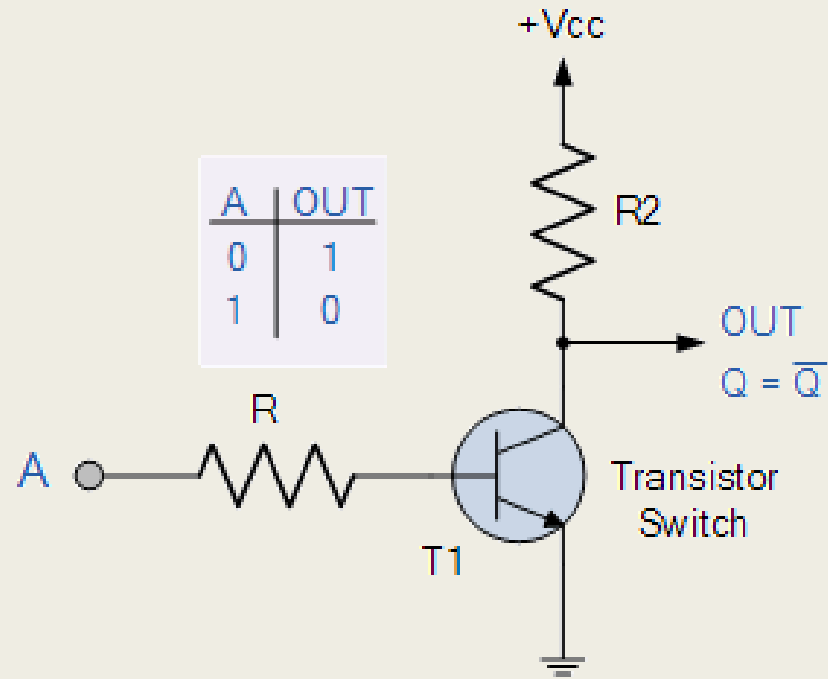 +Vcc
A OUT
0 1
1 0
R2
OUT
Q = Q̅
R
A
Transistor
Switch
T1